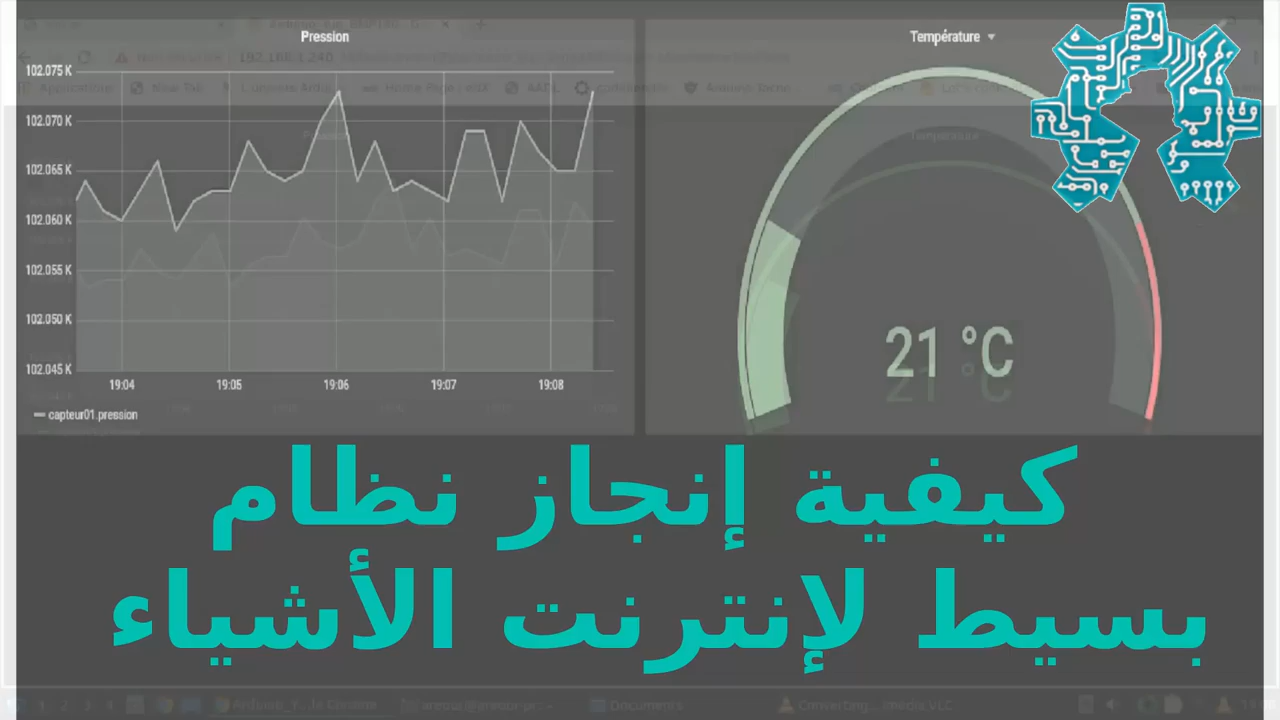 Pression
Température
102.075 K
102.070 K
102.065 K
102.060 K
102.055 K
102.050 K
102.045 K
19:04 19:05 19:06 19:07 19:08
capteur01.pression
21 °C
كيفية إنجاز نظام
بسيط لإنترنت الأشياء